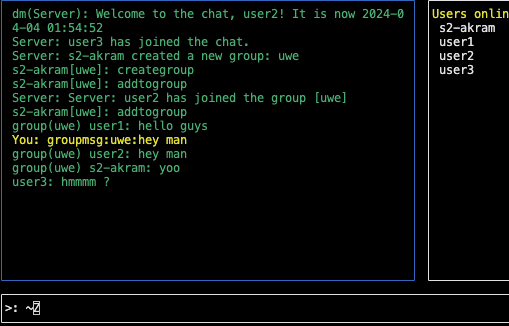 dm(Server): Welcome to the chat, user2! It is now 2024-0
4-04 01:54:52
Server: user3 has joined the chat.
Server: s2-akram created a new group: uwe
s2-akram[uwe]: creategroup
s2-akram[uwe]: addtogroup
Server: Server: user2 has joined the group [uwe]
s2-akram[uwe]: addtogroup
group(uwe) user1: hello guys
You: groupmsg:uwe:hey man
group(uwe) user2: hey man
group(uwe) s2-akram: yoo
user3: hmmmm ?
Users onlin
s2-akram
user1
user2
user3
>: ~2